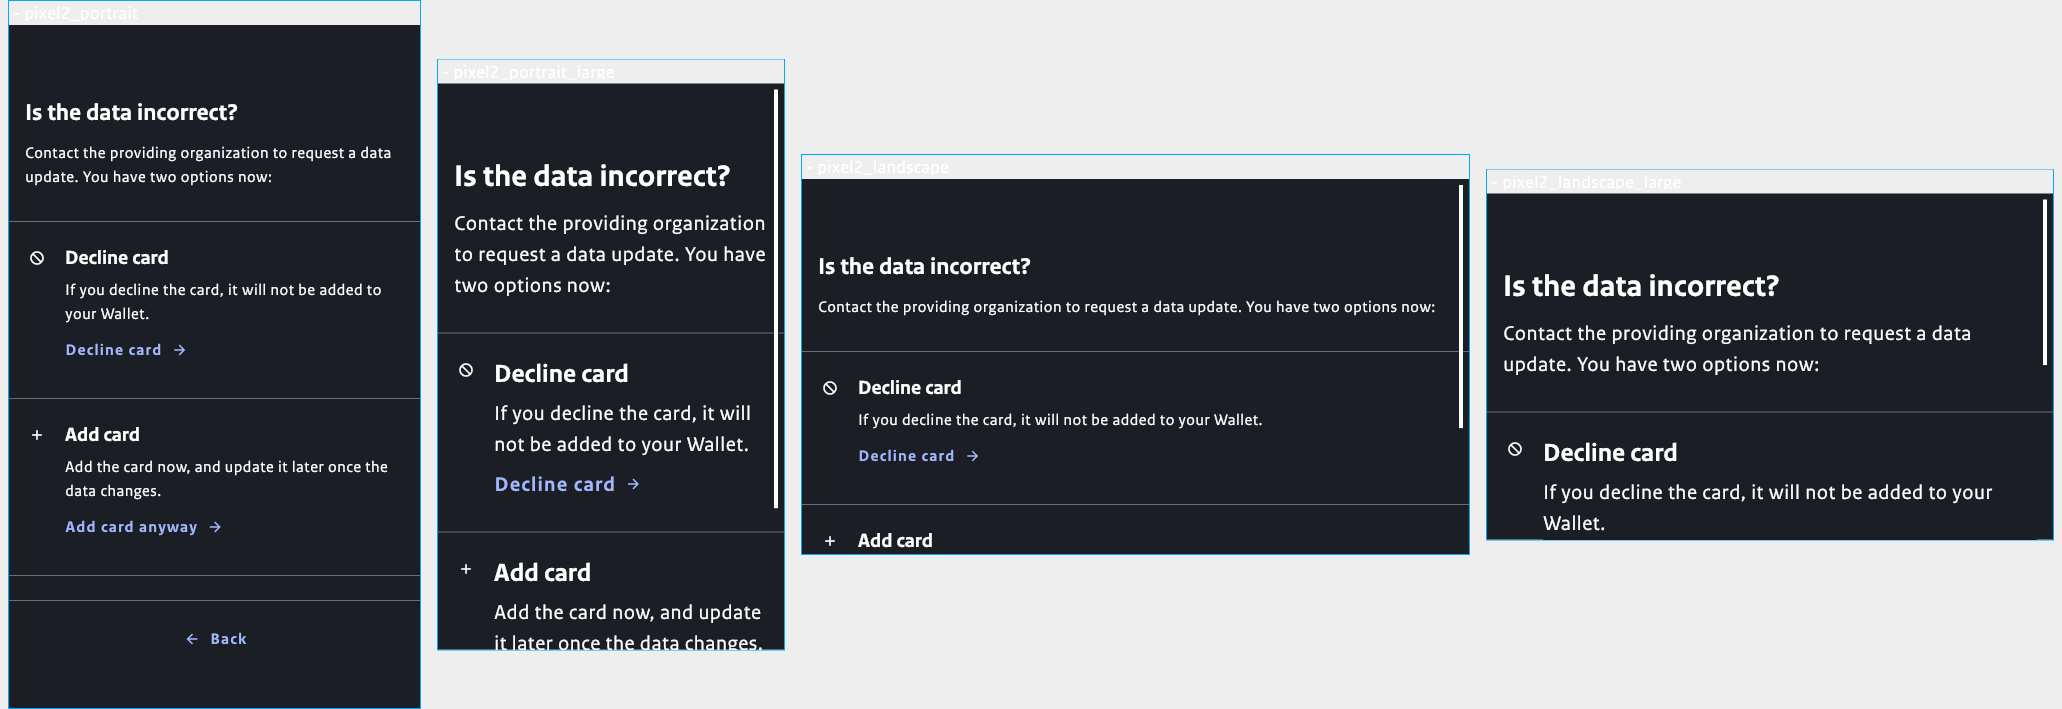 - pixel2_portrait
Is the data incorrect?
Contact the providing organization to request a data
update. You have two options now:
Decline card
If you decline the card, it will not be added to
your Wallet.
Decline card →
Add card
Add the card now, and update it later once the
data changes.
Add card anyway →
← Back
- pixel2_portrait_large
Is the data incorrect?
Contact the providing organization
to request a data update. You have
two options now:
Decline card
If you decline the card, it will
not be added to your Wallet.
Decline card →
Add card
Add the card now, and update
it later once the data changes.
- pixel2_landscape
Is the data incorrect?
Contact the providing organization to request a data update. You have two options now:
Decline card
If you decline the card, it will not be added to your Wallet.
Decline card →
Add card
- pixel2_landscape_large
Is the data incorrect?
Contact the providing organization to request a data
update. You have two options now:
Decline card
If you decline the card, it will not be added to your
Wallet.